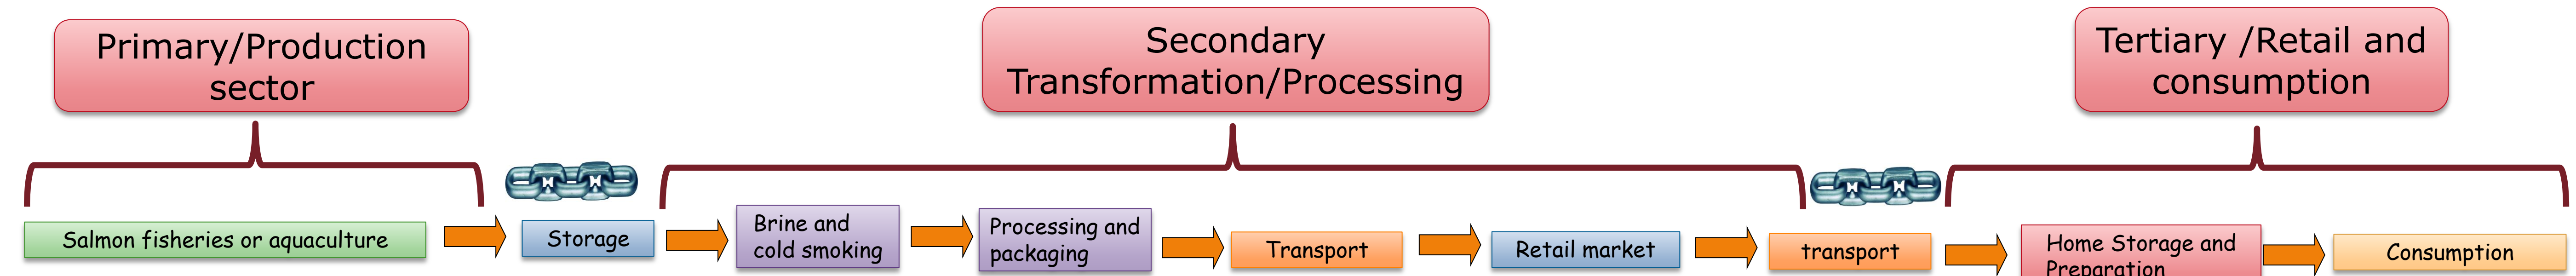 Primary/Production
sector
Secondary
Transformation/Processing
Tertiary /Retail and
consumption
Salmon fisheries or aquaculture
Storage
Brine and
cold smoking
Processing and
packaging
Transport
Retail market
transport
Home Storage and
Preparation
Consumption